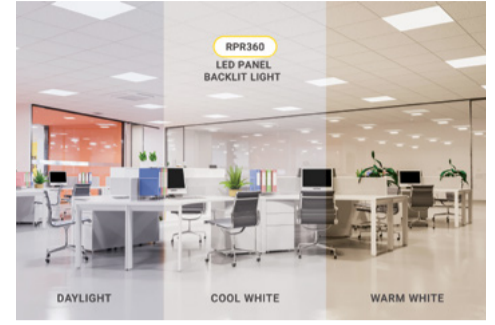 RPR360
LED PANEL
BACKLIT LIGHT
DAYLIGHT
COOL WHITE
WARM WHITE